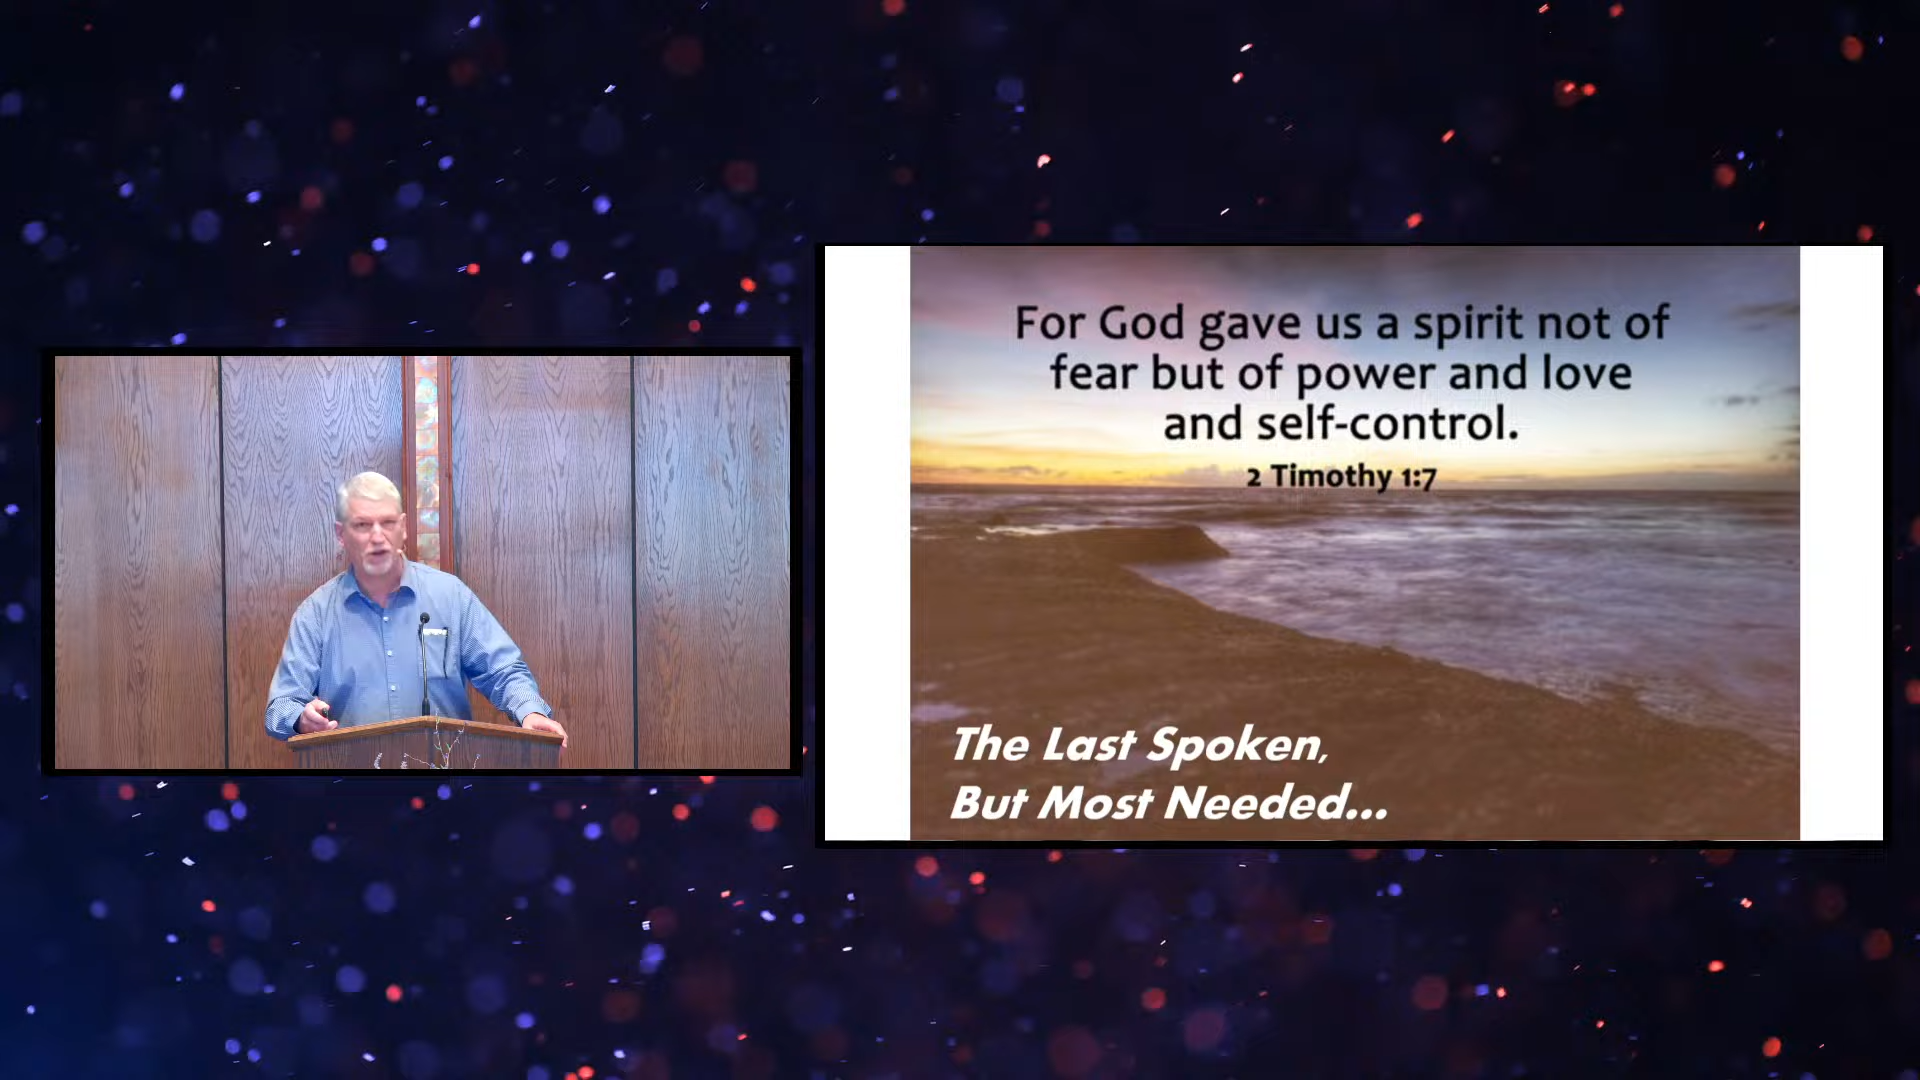 For God gave us a spirit not of
fear but of power and love
and self-control.
2 Timothy 1:7
The Last Spoken,
But Most Needed...